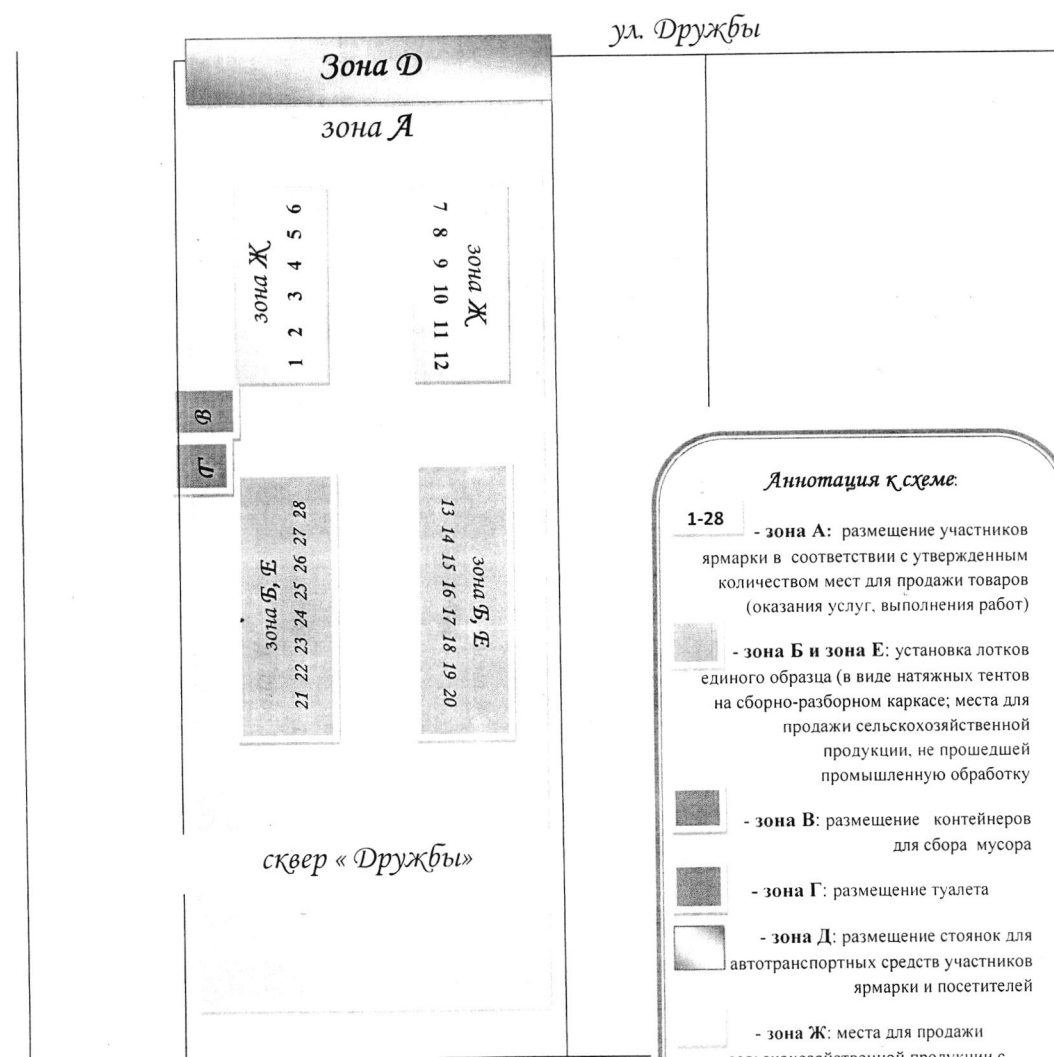 ул. Дружбы
Зона D
зона А
зона Ж
1 2 3 4 5 6
7 8 9 10 11 12
зона Ж
В
Г
зона Б, Е
21 22 23 24 25 26 27 28
13 14 15 16 17 18 19 20
зона Б, Е
сквер « Дружбы»
Аннотация к схеме:
1-28
- зона А: размещение участников
ярмарки в соответствии с утвержденным
количеством мест для продажи товаров
(оказания услуг, выполнения работ)
- зона Б и зона Е: установка лотков
единого образца (в виде натяжных тентов
на сборно-разборном каркасе; места для
продажи сельскохозяйственной
продукции, не прошедшей
промышленную обработку
- зона В: размещение контейнеров
для сбора мусора
- зона Г: размещение туалета
- зона Д: размещение стоянок для
автотранспортных средств участников
ярмарки и посетителей
- зона Ж: места для продажи